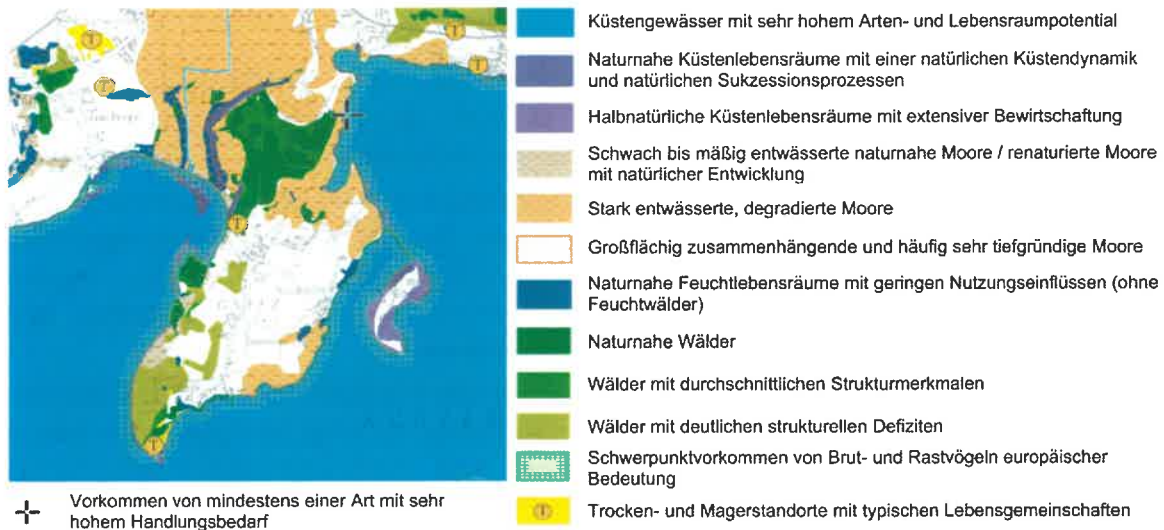 Küstengewässer mit sehr hohem Arten- und Lebensraumpotential
Naturnahe Küstenlebensräume mit einer natürlichen Küstendynamik
und natürlichen Sukzessionsprozessen
Halbnatürliche Küstenlebensräume mit extensiver Bewirtschaftung
Schwach bis mäßig entwässerte naturnahe Moore / renaturierte Moore
mit natürlicher Entwicklung
Stark entwässerte, degradierte Moore
Großflächig zusammenhängende und häufig sehr tiefgründige Moore
Naturnahe Feuchtlebensräume mit geringen Nutzungseinflüssen (ohne
Feuchtwälder)
Naturnahe Wälder
Wälder mit durchschnittlichen Strukturmerkmalen
Wälder mit deutlichen strukturellen Defiziten
Schwerpunktvorkommen von Brut- und Rastvögeln europäischer
Bedeutung
T Trocken- und Magerstandorte mit typischen Lebensgemeinschaften
Vorkommen von mindestens einer Art mit sehr
hohem Handlungsbedarf
T
T
T
T
T
T